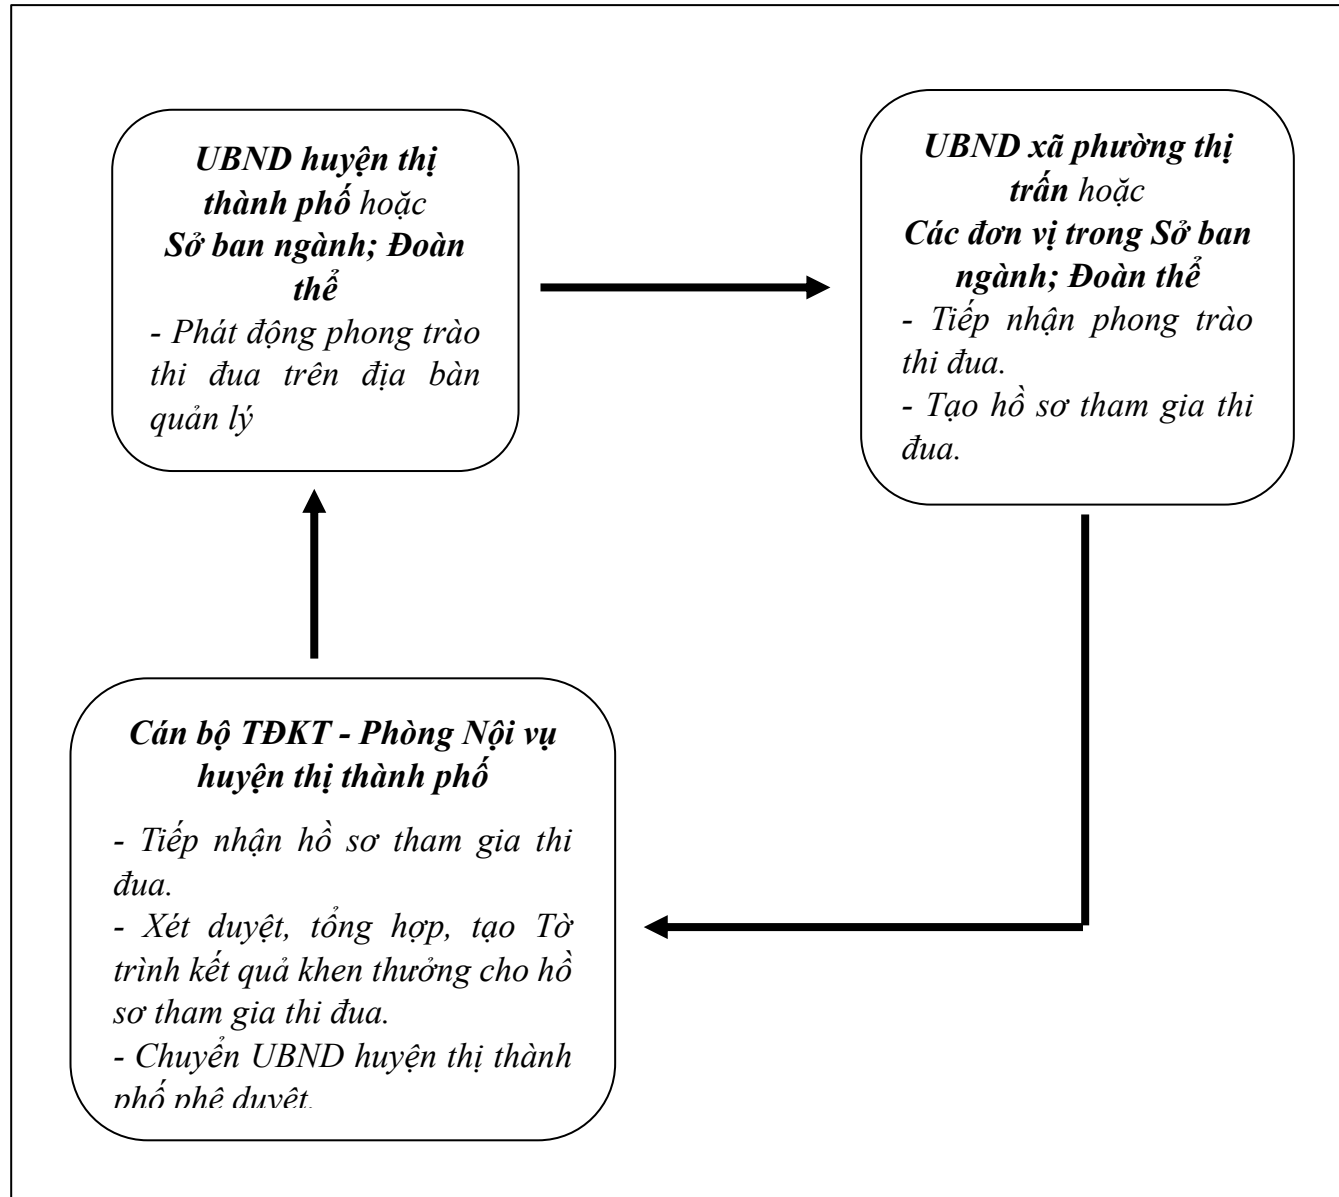 UBND huyện thị
thành phố hoặc
Sở ban ngành; Đoàn
thể
- Phát động phong trào
thi đua trên địa bàn
quản lý
UBND xã phường thị
trấn hoặc
Các đơn vị trong Sở ban
ngành; Đoàn thể
- Tiếp nhận phong trào
thi đua.
- Tạo hồ sơ tham gia thi
đua.
Cán bộ TĐKT - Phòng Nội vụ
huyện thị thành phố
- Tiếp nhận hồ sơ tham gia thi
đua.
- Xét duyệt, tổng hợp, tạo Tờ
trình kết quả khen thưởng cho hồ
sơ tham gia thi đua.
- Chuyển UBND huyện thị thành
phố phê duyệt.